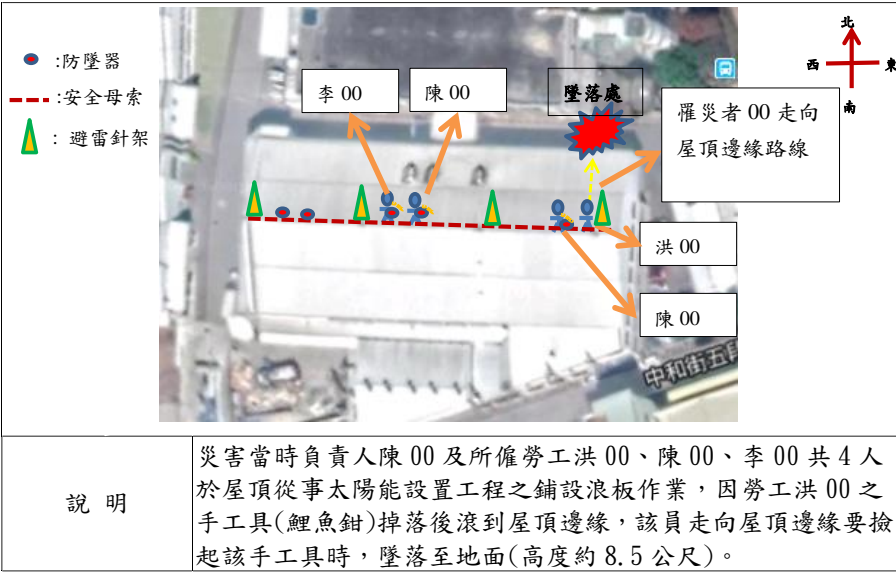 :防墜器
:安全母索
: 避雷針架
李 00
陳 00
墜落處
罹災者 00 走向
屋頂邊緣路線
北
西
東
南
洪 00
陳 00
中和街五段
說 明
災害當時負責人陳 00 及所僱勞工洪 00、陳 00、李 00 共 4 人
於屋頂從事太陽能設置工程之鋪設浪板作業，因勞工洪 00 之
手工具(鯉魚鉗)掉落後滾到屋頂邊緣，該員走向屋頂邊緣要撿
起該手工具時，墜落至地面(高度約 8.5 公尺)。